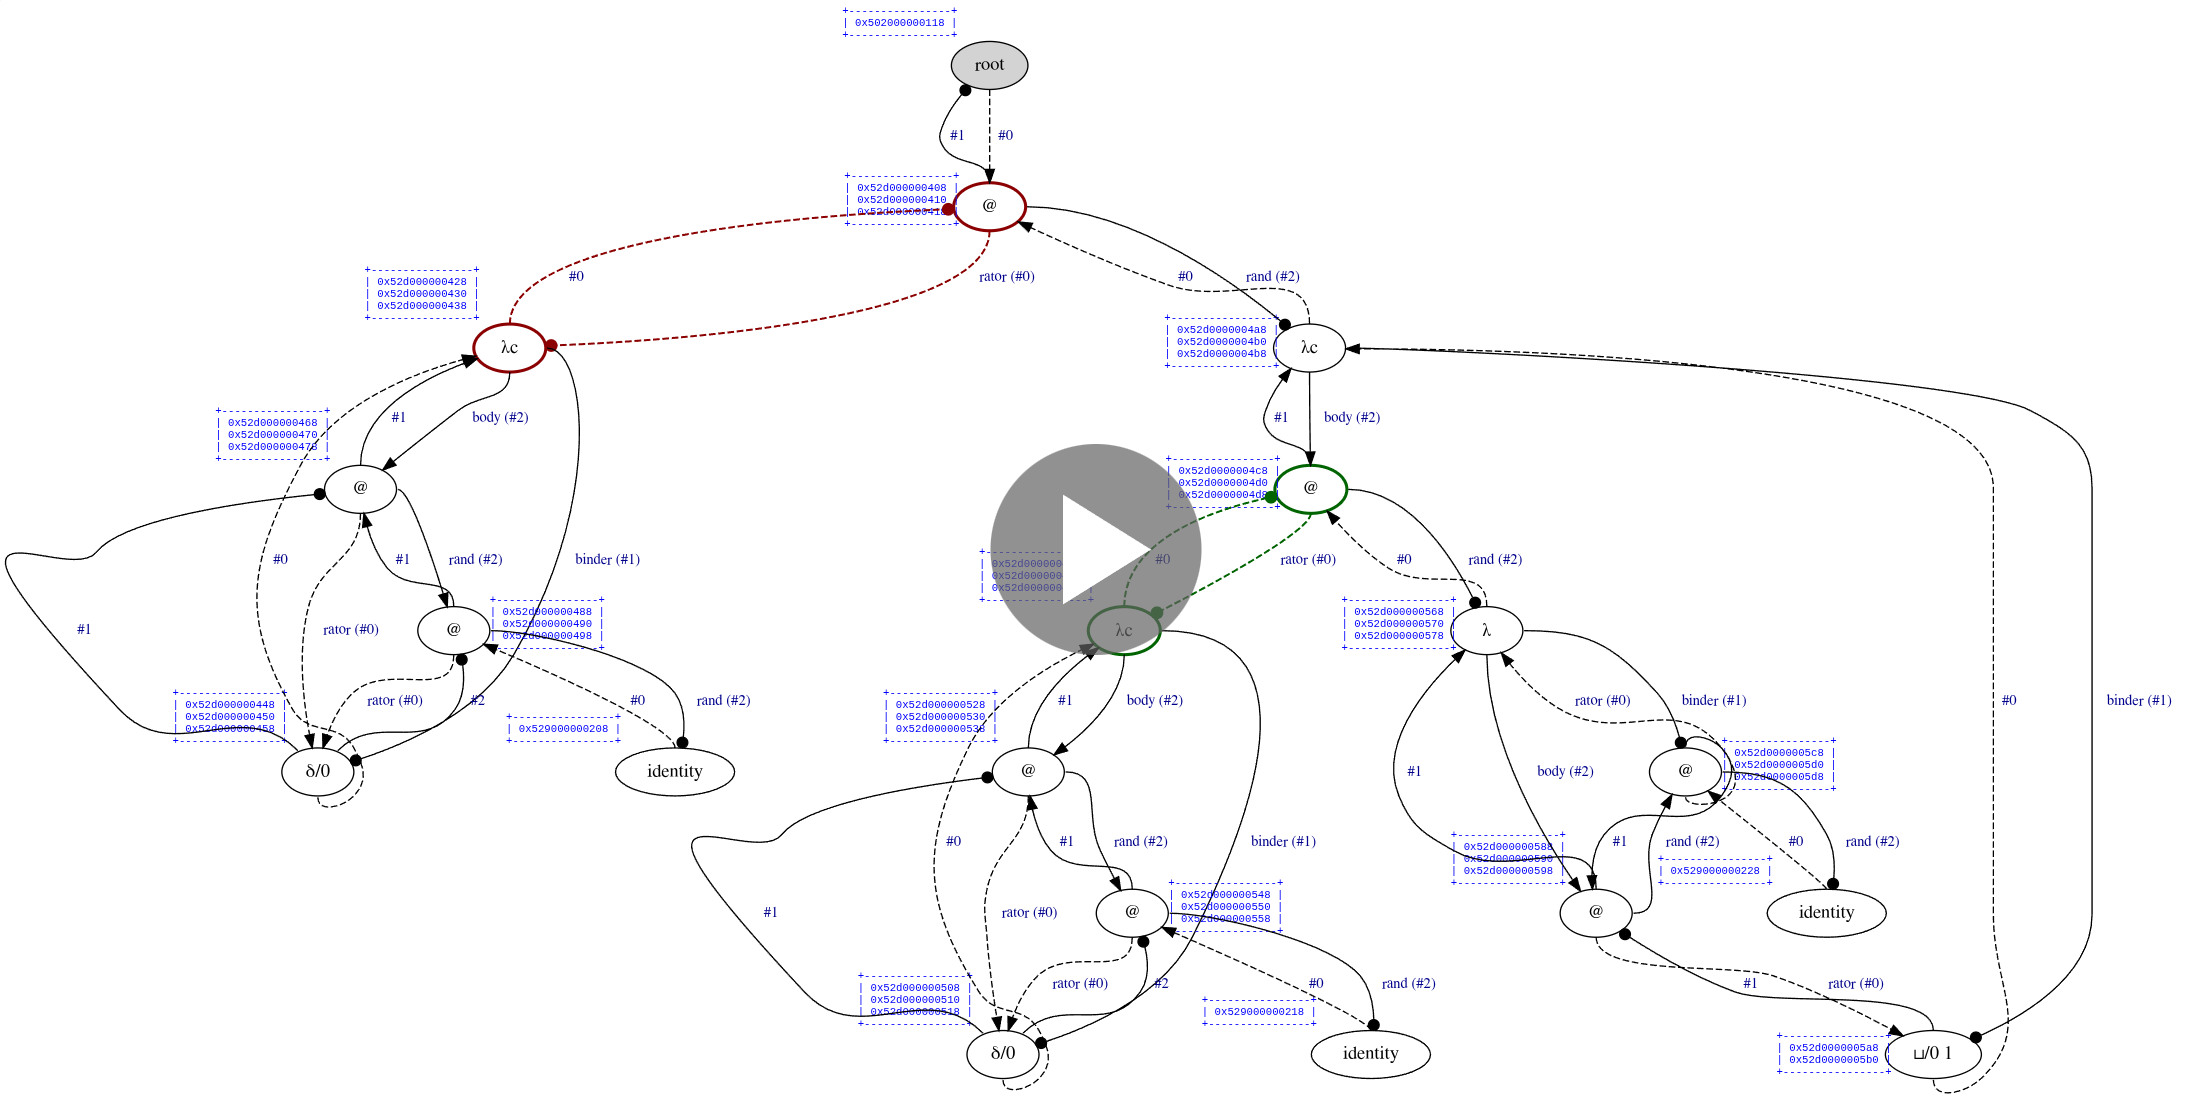 +----------------+
| 0x502000000118 |
+----------------+
root
#1
#0
+----------------+
| 0x52d000000408 |
| 0x52d000000410 |
| 0x52d000000418 |
+----------------+
@
#0
rator (#0)
#0
rand (#2)
+----------------+
| 0x52d000000428 |
| 0x52d000000430 |
| 0x52d000000438 |
+----------------+
λc
+----------------+
| 0x52d0000004a8 |
| 0x52d0000004b0 |
| 0x52d0000004b8 |
+----------------+
λc
#1
body (#2)
#1
body (#2)
+----------------+
| 0x52d000000468 |
| 0x52d000000470 |
| 0x52d000000478 |
+----------------+
@
+----------------+
| 0x52d0000004c8 |
| 0x52d0000004d0 |
| 0x52d0000004d8 |
+----------------+
@
#0
#1
rand (#2)
binder (#1)
#0
rator (#0)
#0
rand (#2)
#1
rator (#0)
@
+----------------+
| 0x52d000000488 |
| 0x52d000000490 |
| 0x52d000000498 |
+----------------+
λc
+----------------+
| 0x52d000000568 |
| 0x52d000000570 |
| 0x52d000000578 |
+----------------+
λ
rator (#0)
#2
#0
rand (#2)
#1
body (#2)
rator (#0)
binder (#1)
#0
binder (#1)
+----------------+
| 0x52d000000448 |
| 0x52d000000450 |
| 0x52d000000458 |
+----------------+
δ/0
+----------------+
| 0x529000000208 |
+----------------+
identity
+----------------+
| 0x52d000000528 |
| 0x52d000000530 |
| 0x52d000000538 |
+----------------+
@
#1
body (#2)
@
+----------------+
| 0x52d0000005c8 |
| 0x52d0000005d0 |
| 0x52d0000005d8 |
+----------------+
#0
#1
rand (#2)
binder (#1)
#1
rand (#2)
#0
rand (#2)
#1
rator (#0)
@
+----------------+
| 0x52d000000548 |
| 0x52d000000550 |
| 0x52d000000558 |
+----------------+
+----------------+
| 0x52d000000588 |
| 0x52d000000590 |
| 0x52d000000598 |
+----------------+
@
+----------------+
| 0x529000000228 |
+----------------+
identity
rator (#0)
#2
#0
rand (#2)
#1
rator (#0)
+----------------+
| 0x52d000000508 |
| 0x52d000000510 |
| 0x52d000000518 |
+----------------+
δ/0
+----------------+
| 0x529000000218 |
+----------------+
identity
+----------------+
| 0x52d0000005a8 |
| 0x52d0000005b0 |
+----------------+
⊔/0 1